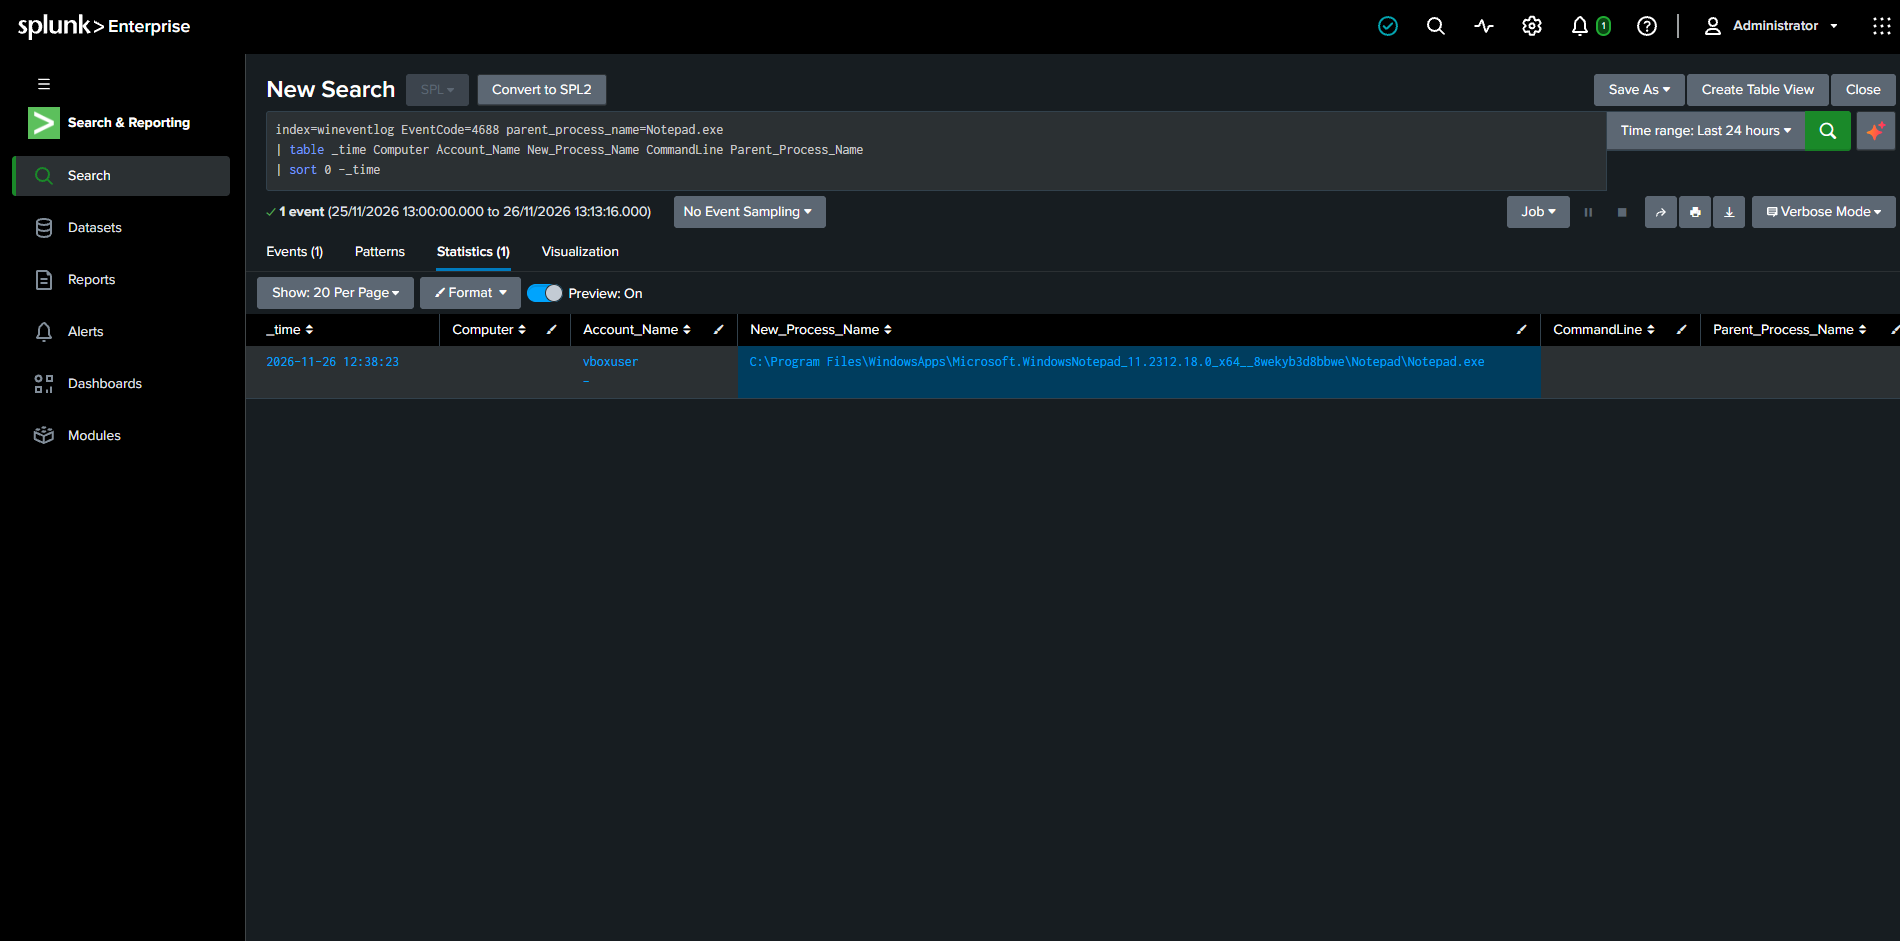 splunk>Enterprise
1
Administrator
Search & Reporting
Search
Datasets
Reports
Alerts
Dashboards
Modules
New Search
SPL
Convert to SPL2
Save As
Create Table View
Close
index=wineventlog EventCode=4688 parent_process_name=Notepad.exe
| table _time Computer Account_Name New_Process_Name CommandLine Parent_Process_Name
| sort 0 -_time
Time range: Last 24 hours
1 event (25/11/2026 13:00:00.000 to 26/11/2026 13:13:16.000)
No Event Sampling
Job
Verbose Mode
Events (1)
Patterns
Statistics (1)
Visualization
Show: 20 Per Page
Format
Preview: On
_time
Computer
Account_Name
New_Process_Name
CommandLine
Parent_Process_Name
2026-11-26 12:38:23
vboxuser
-
C:\Program Files\WindowsApps\Microsoft.WindowsNotepad_11.2312.18.0_x64__8wekyb3d8bbwe\Notepad\Notepad.exe